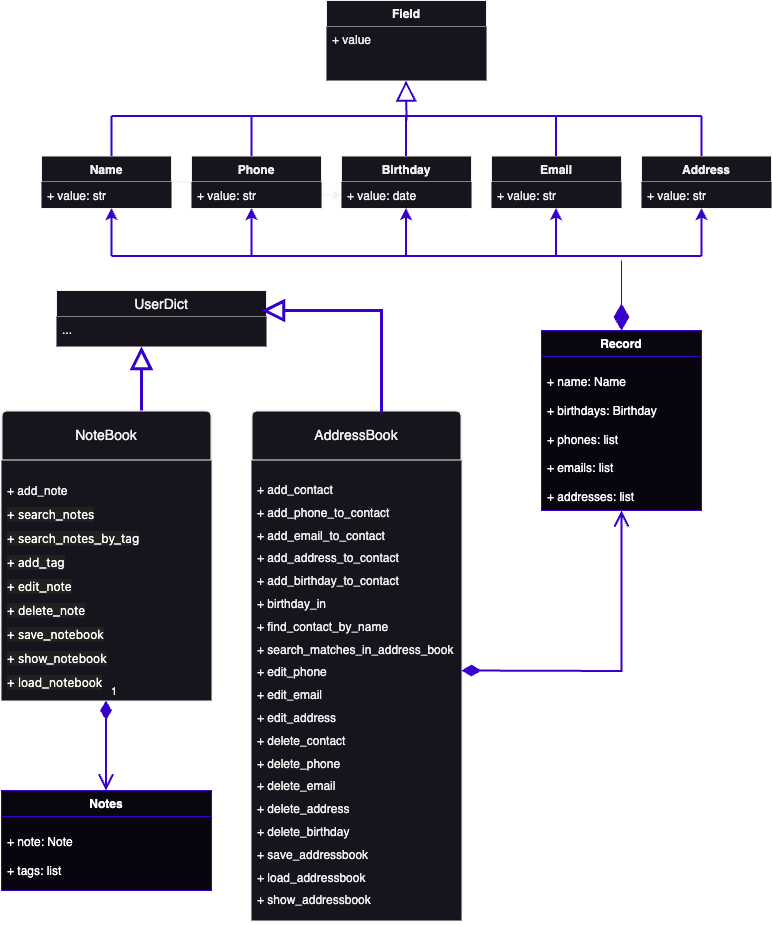 Field
+ value
Name
+ value: str
Phone
+ value: str
Birthday
+ value: date
Email
+ value: str
Address
+ value: str
UserDict
...
Record
+ name: Name
+ birthdays: Birthday
+ phones: list
+ emails: list
+ addresses: list
NoteBook
+ add_note
+ search_notes
+ search_notes_by_tag
+ add_tag
+ edit_note
+ delete_note
+ save_notebook
+ show_notebook
+ load_notebook
1
AddressBook
+ add_contact
+ add_phone_to_contact
+ add_email_to_contact
+ add_address_to_contact
+ add_birthday_to_contact
+ birthday_in
+ find_contact_by_name
+ search_matches_in_address_book
+ edit_phone
+ edit_email
+ edit_address
+ delete_contact
+ delete_phone
+ delete_email
+ delete_address
+ delete_birthday
+ save_addressbook
+ load_addressbook
+ show_addressbook
Notes
+ note: Note
+ tags: list